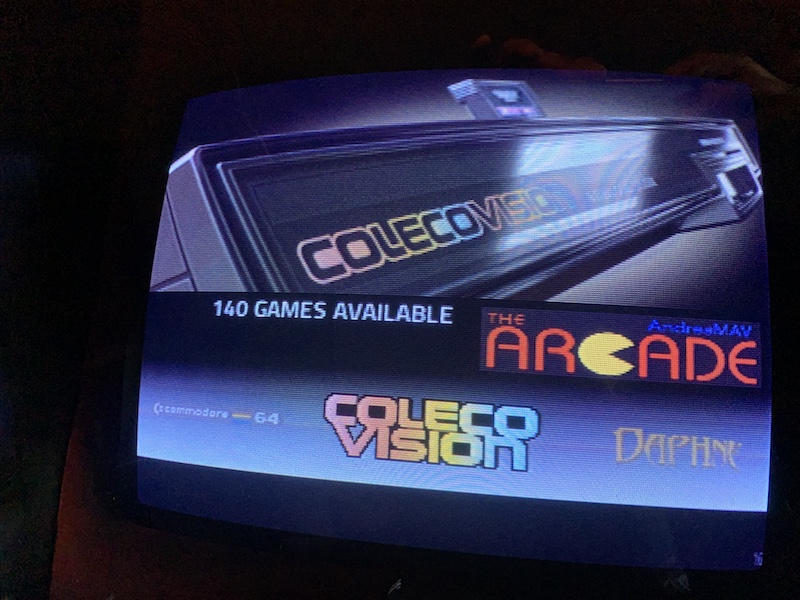 COLECOVISION
140 GAMES AVAILABLE
THE
AndreaMAV
ARCADE
commodore 64
COLECO
VISION
DAPHNE